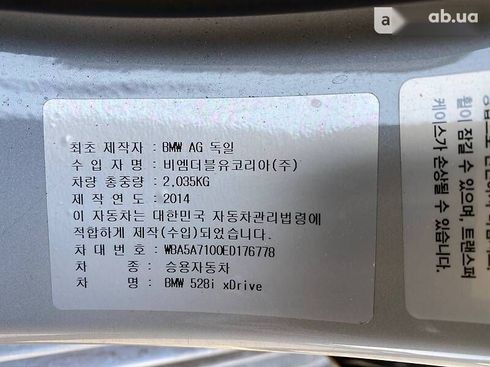 ab.ua
최초 제작자 : BMW AG 독일
수 입 자 명 : 비엠더블유코리아(주)
차량 총중량 : 2,035KG
제 작 연 도 : 2014
이 자동차는 대한민국 자동차관리법령에
적합하게 제작(수입)되었습니다.
차 대 번 호 : WBA5A7100ED176778
차 종 : 승용자동차
차 명 : BMW 528i xDrive
휠이 잠길 수 있으며, 트랜스퍼
케이스가 손상될 수 있습니다.